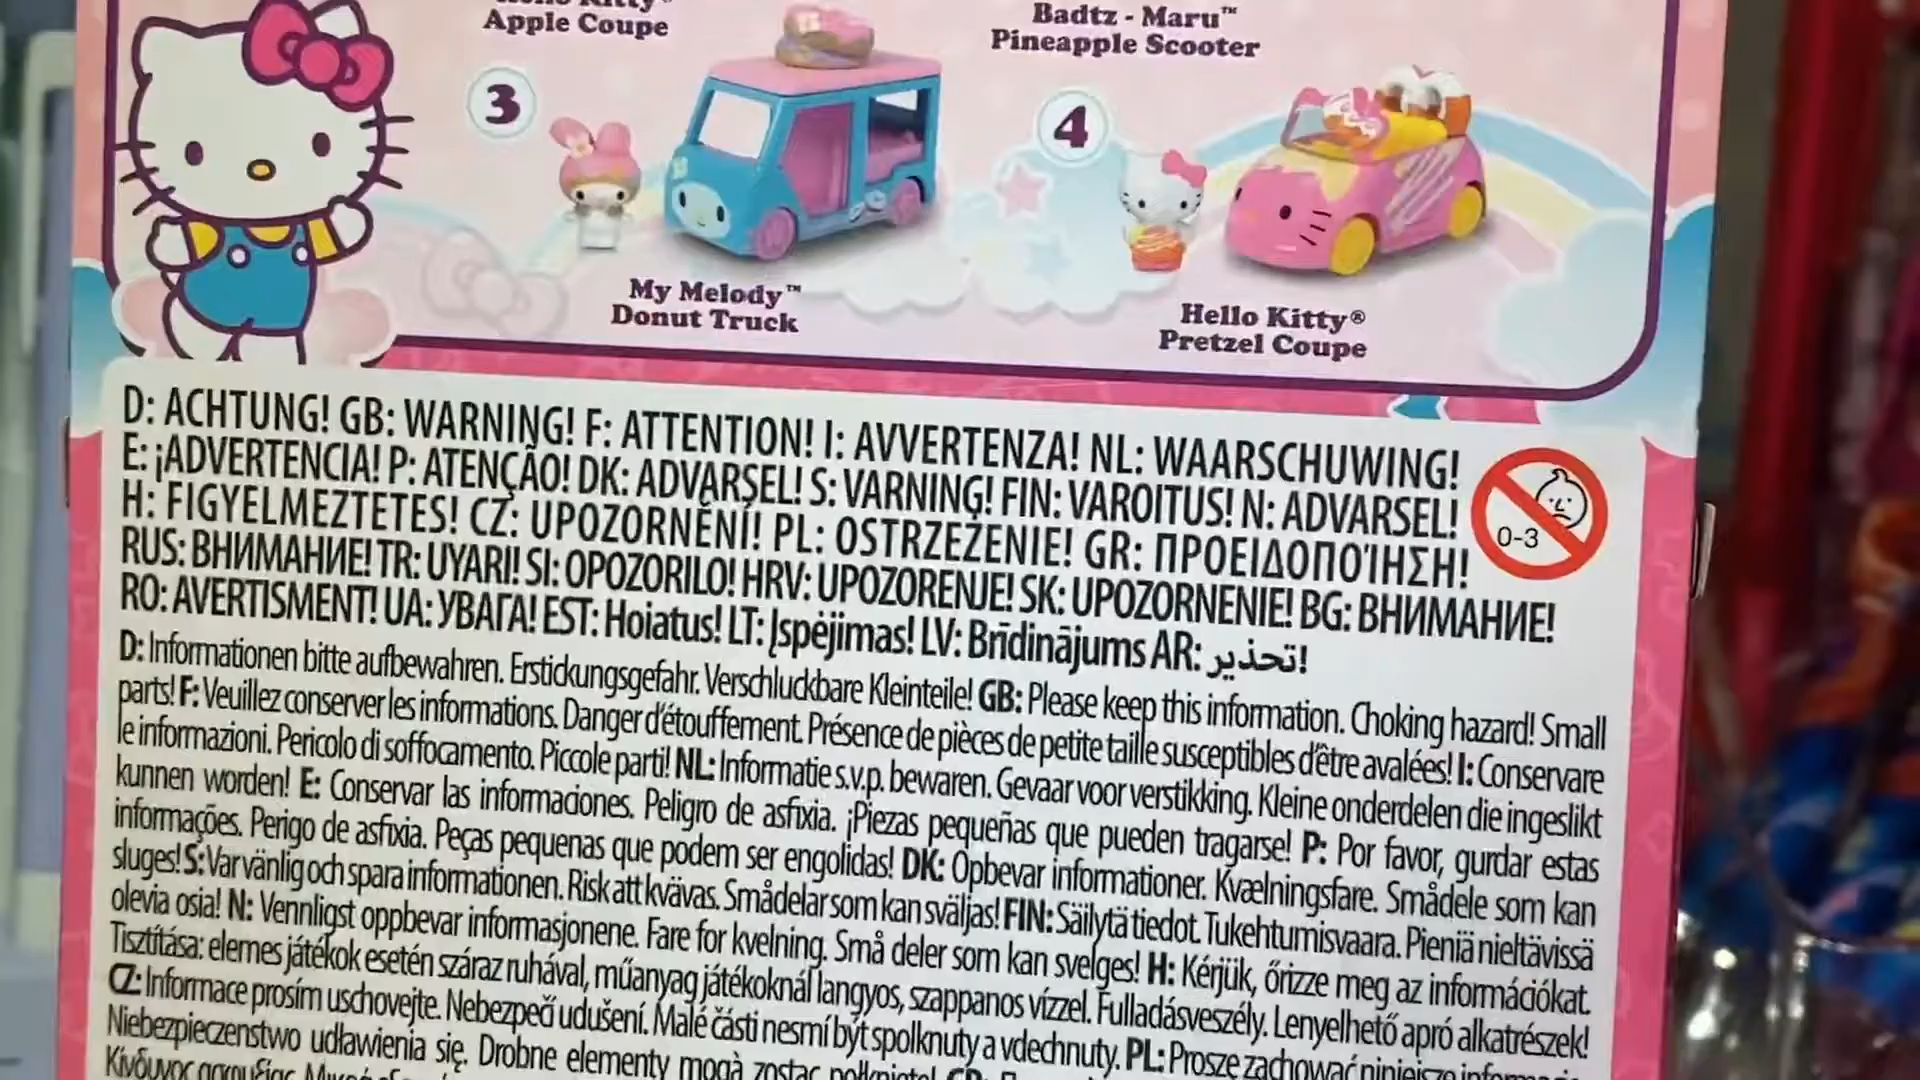 Hello Kitty®
Apple Coupe
Badtz - Maru™
Pineapple Scooter
3
4
My Melody™
Donut Truck
Hello Kitty®
Pretzel Coupe
D: ACHTUNG! GB: WARNING! F: ATTENTION! I: AVVERTENZA! NL: WAARSCHUWING!
E: ¡ADVERTENCIA! P: ATENÇÃO! DK: ADVARSEL! S: VARNING! FIN: VAROITUS! N: ADVARSEL!
H: FIGYELMEZTETES! CZ: UPOZORNĚNÍ! PL: OSTRZEŻENIE! GR: ΠΡΟΕΙΔΟΠΟΊΗΣΗ!
RUS: ВНИМАНИЕ! TR: UYARI! SI: OPOZORILO! HRV: UPOZORENJE! SK: UPOZORNENIE! BG: ВНИМАНИЕ!
RO: AVERTISMENT! UA: УВАГА! EST: Hoiatus! LT: Įspėjimas! LV: Brīdinājums AR: تحذير!
0-3
D: Informationen bitte aufbewahren. Erstickungsgefahr. Verschluckbare Kleinteile! GB: Please keep this information. Choking hazard! Small
parts! F: Veuillez conserver les informations. Danger d'étouffement. Présence de pièces de petite taille susceptibles d'être avalées! I: Conservare
le informazioni. Pericolo di soffocamento. Piccole parti! NL: Informatie s.v.p. bewaren. Gevaar voor verstikking. Kleine onderdelen die ingeslikt
kunnen worden! E: Conservar las informaciones. Peligro de asfixia. ¡Piezas pequeñas que pueden tragarse! P: Por favor, gurdar estas
informações. Perigo de asfixia. Peças pequenas que podem ser engolidas! DK: Opbevar informationer. Kvælningsfare. Smådele som kan
sluges! S: Var vänlig och spara informationen. Risk att kvävas. Smådelar som kan sväljas! FIN: Säilytä tiedot. Tukehtumisvaara. Pieniä nieltävissä
olevia osia! N: Vennligst oppbevar informasjonene. Fare for kvelning. Små deler som kan svelges! H: Kérjük, őrizze meg az információkat.
Tisztítása: elemes játékok esetén száraz ruhával, műanyag játékoknál langyos, szappanos vízzel. Fulladásveszély. Lenyelhető apró alkatrészek!
CZ: Informace prosím uschovejte. Nebezpečí udušení. Malé části nesmí být spolknuty a vdechnuty. PL: Proszę zachować niniejsze
Niebezpieczenstwo udławienia się. Drobne elementy mogą zostac